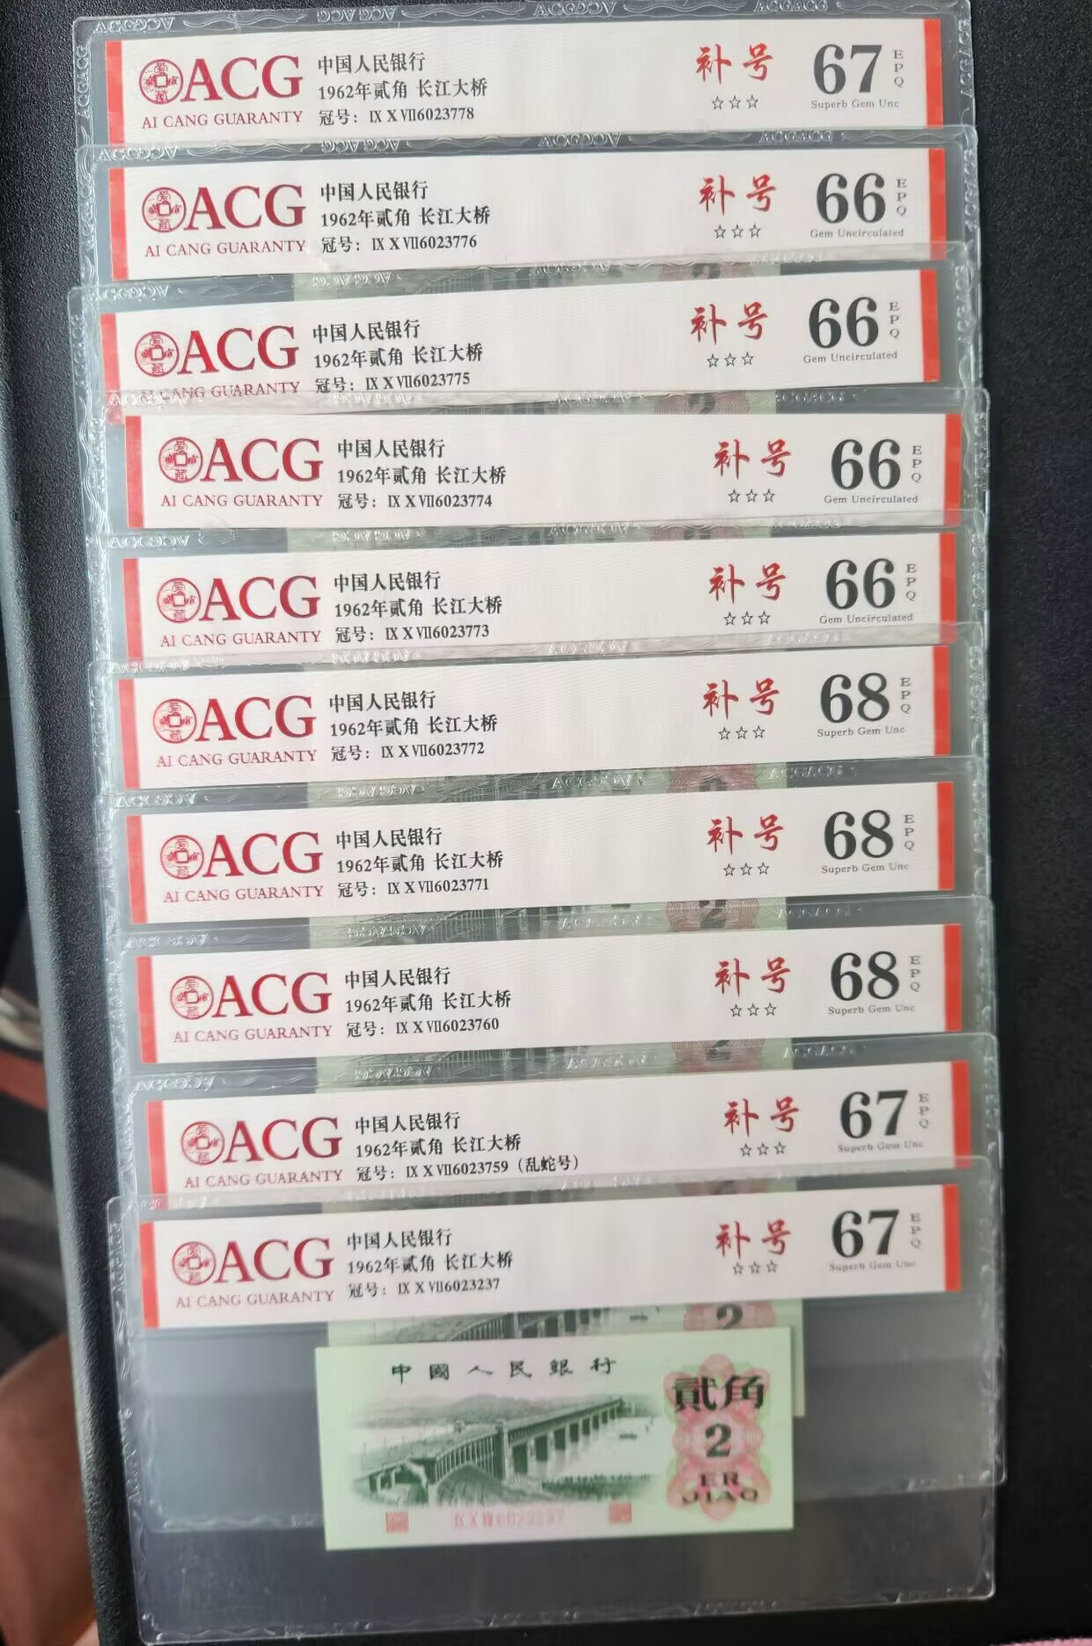 ACG
AI CANG GUARANTY
中国人民银行
1962年贰角 长江大桥
冠号: IX X VII6023778
补号
☆☆☆
67
EPQ
Superb Gem Unc
ACG
AI CANG GUARANTY
中国人民银行
1962年贰角 长江大桥
冠号: IX X VII6023776
补号
☆☆☆
66
EPQ
Gem Uncirculated
ACG
AI CANG GUARANTY
中国人民银行
1962年贰角 长江大桥
冠号: IX X VII6023775
补号
☆☆☆
66
EPQ
Gem Uncirculated
ACG
AI CANG GUARANTY
中国人民银行
1962年贰角 长江大桥
冠号: IX X VII6023774
补号
☆☆☆
66
EPQ
Gem Uncirculated
ACG
AI CANG GUARANTY
中国人民银行
1962年贰角 长江大桥
冠号: IX X VII6023773
补号
☆☆☆
66
EPQ
Gem Uncirculated
ACG
AI CANG GUARANTY
中国人民银行
1962年贰角 长江大桥
冠号: IX X VII6023772
补号
☆☆☆
68
EPQ
Superb Gem Unc
ACG
AI CANG GUARANTY
中国人民银行
1962年贰角 长江大桥
冠号: IX X VII6023771
补号
☆☆☆
68
EPQ
Superb Gem Unc
ACG
AI CANG GUARANTY
中国人民银行
1962年贰角 长江大桥
冠号: IX X VII6023760
补号
☆☆☆
68
EPQ
Superb Gem Unc
ACG
AI CANG GUARANTY
中国人民银行
1962年贰角 长江大桥
冠号: IX X VII6023759 (乱蛇号)
补号
☆☆☆
67
EPQ
Superb Gem Unc
ACG
AI CANG GUARANTY
中国人民银行
1962年贰角 长江大桥
冠号: IX X VII6023237
补号
☆☆☆
67
EPQ
Superb Gem Unc
2
中國人民銀行
貳角
2
ER
JIAO
IX X VII6023237